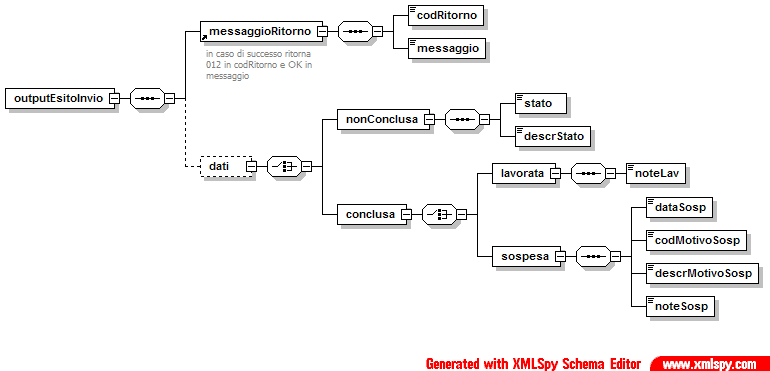 outputEsitoInvio
messaggioRitorno
in caso di successo ritorna
012 in codRitorno e OK in
messaggio
codRitorno
messaggio
dati
nonConclusa
stato
descrStato
conclusa
lavorata
noteLav
sospesa
dataSosp
codMotivoSosp
descrMotivoSosp
noteSosp
Generated with XMLSpy Schema Editor www.xmlspy.com